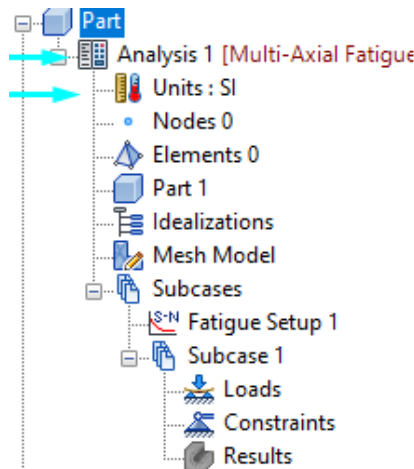 Part
Analysis 1 [Multi-Axial Fatigue
Units : SI
Nodes 0
Elements 0
Part 1
Idealizations
Mesh Model
Subcases
S-N Fatigue Setup 1
Subcase 1
Loads
Constraints
Results